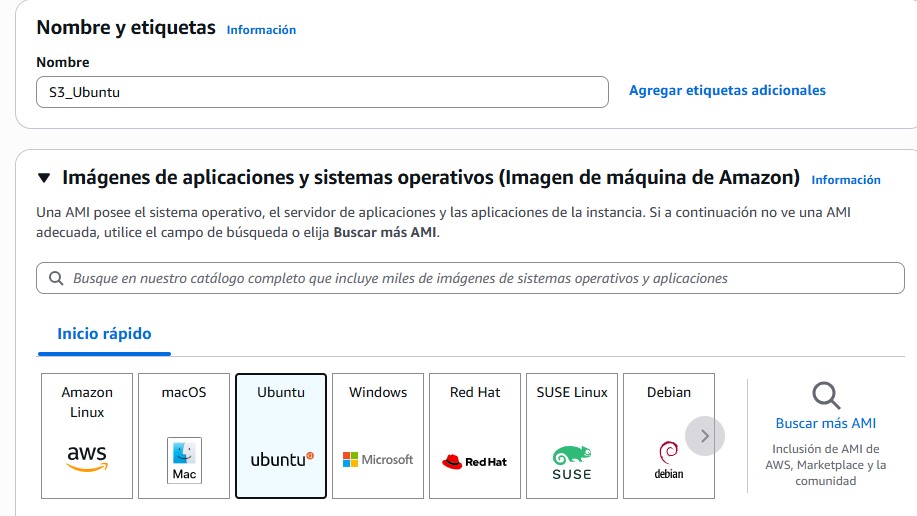 Nombre y etiquetas Información
Nombre
S3_Ubuntu
Agregar etiquetas adicionales
Imágenes de aplicaciones y sistemas operativos (Imagen de máquina de Amazon) Información
Una AMI posee el sistema operativo, el servidor de aplicaciones y las aplicaciones de la instancia. Si a continuación no ve una AMI
adecuada, utilice el campo de búsqueda o elija Buscar más AMI.
Busque en nuestro catálogo completo que incluye miles de imágenes de sistemas operativos y aplicaciones
Inicio rápido
Amazon
Linux
aws
macOS
Mac
Ubuntu
ubuntu
Windows
Microsoft
Red Hat
Red Hat
SUSE Linux
SUSE
Debian
debian
Buscar más AMI
Inclusión de AMI de
AWS, Marketplace y la
comunidad